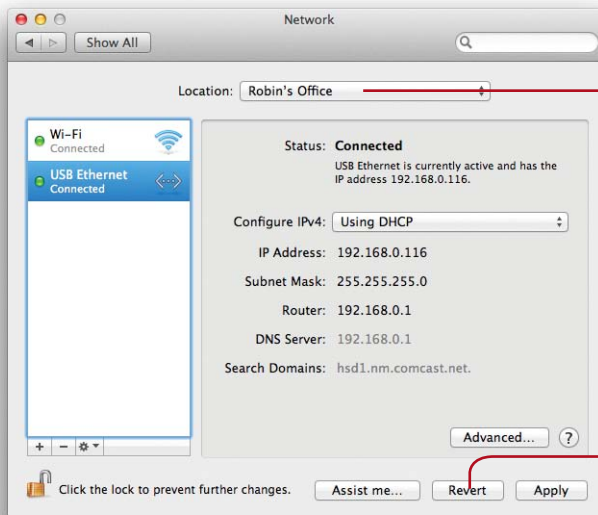 Network
Show All
Location: Robin's Office
Wi-Fi
Connected
USB Ethernet
Connected
Status: Connected
USB Ethernet is currently active and has the
IP address 192.168.0.116.
Configure IPv4: Using DHCP
IP Address: 192.168.0.116
Subnet Mask: 255.255.255.0
Router: 192.168.0.1
DNS Server: 192.168.0.1
Search Domains: hsd1.nm.comcast.net.
Advanced... ?
+ −
Click the lock to prevent further changes.
Assist me... Revert Apply